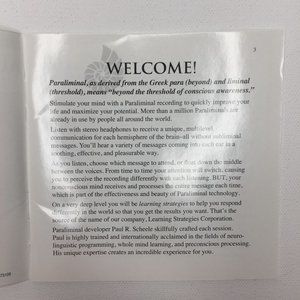 3
WELCOME!
Paraliminal, as derived from the Greek para (beyond) and liminal
(threshold), means "beyond the threshold of conscious awareness."
Stimulate your mind with a Paraliminal recording to quickly improve your
life and maximize your potential. More than a million Paraliminals are
already in use by people all around the world.
Listen with stereo headphones to receive a unique, multilevel
communication for each hemisphere of the brain–all without subliminal
messages. You'll hear a variety of messages coming into each ear in a
soothing, effective, and pleasurable way.
As you listen, choose which message to attend, or float down the middle
between the voices. From time to time your attention will switch, causing
you to perceive the recording differently with each listening. BUT, your
nonconscious mind receives and processes the entire message each time,
which is part of the effectiveness and beauty of Paraliminal technology.
On a very deep level you will be learning strategies to help you respond
differently in the world so that you get the results you want. That's the
source of the name of our company, Learning Strategies Corporation.
Paraliminal developer Paul R. Scheele skillfully crafted each session.
Paul is highly trained and internationally acclaimed in the fields of neuro-
linguistic programming, whole mind learning, and preconscious processing.
His unique expertise creates an incredible experience for you.